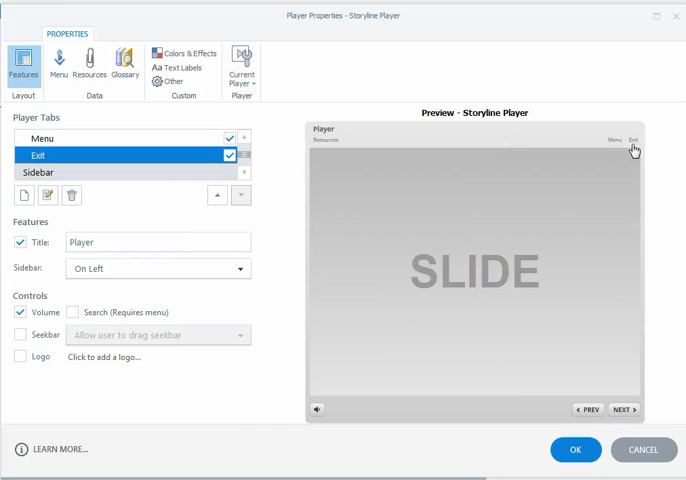 Player Properties - Storyline Player
PROPERTIES
Features
Menu
Resources
Glossary
Colors & Effects
Aa Text Labels
Other
Current
Player
Layout
Data
Custom
Player
Player Tabs
Menu
Exit
Sidebar
Features
Title:
Player
Sidebar:
On Left
Controls
Volume
Search (Requires menu)
Seekbar
Allow user to drag seekbar
Logo
Click to add a logo...
Preview - Storyline Player
Player
Resources
Menu
Exit
SLIDE
PREV
NEXT
LEARN MORE...
OK
CANCEL